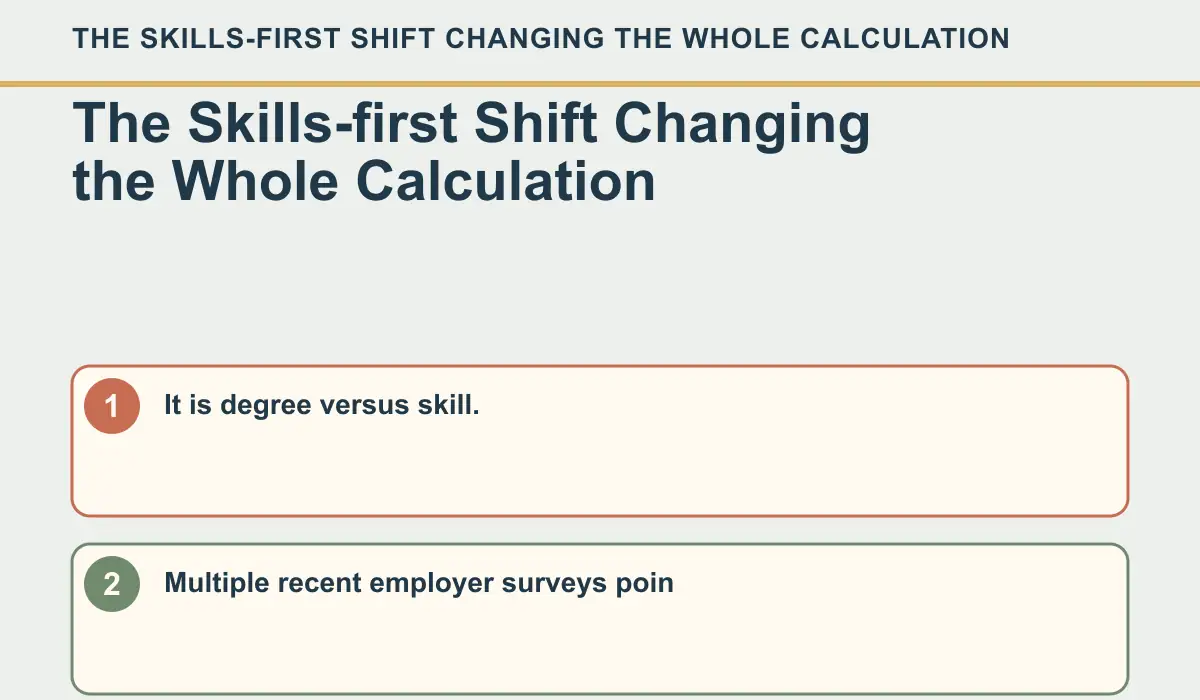 THE SKILLS-FIRST SHIFT CHANGING THE WHOLE CALCULATION
The Skills-first Shift Changing
the Whole Calculation
1 It is degree versus skill.
2 Multiple recent employer surveys poin